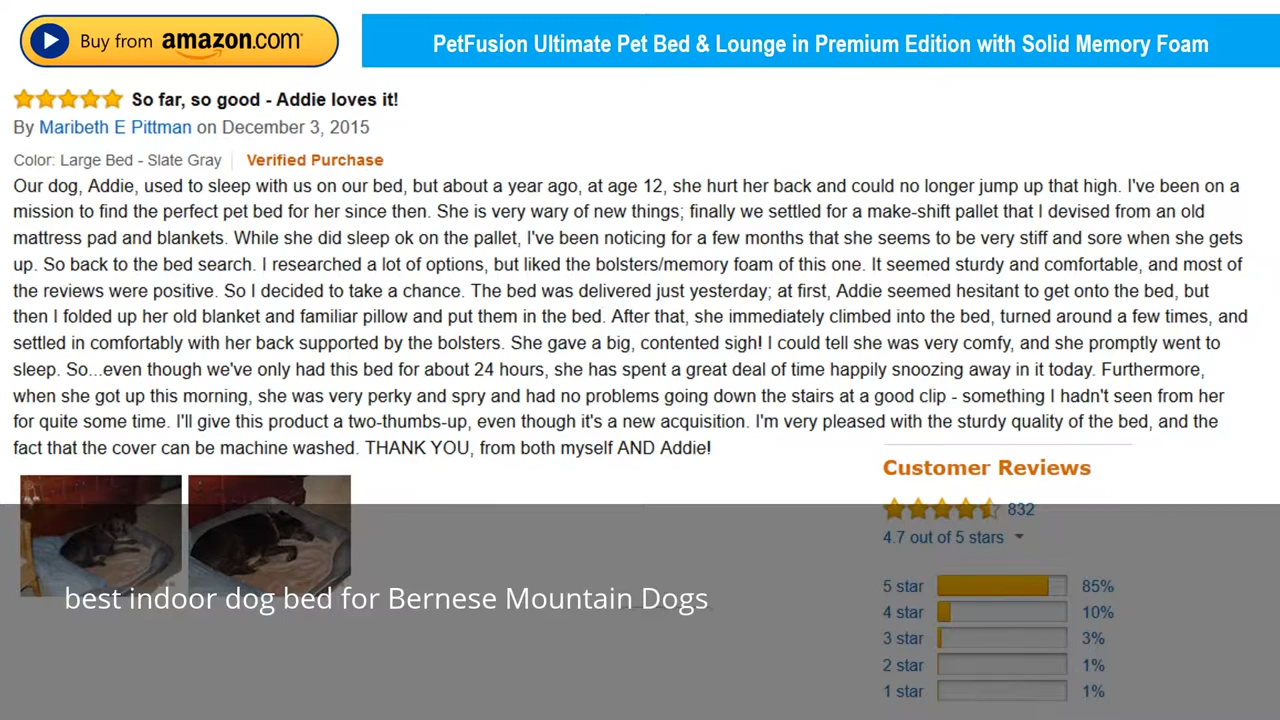 Buy from amazon.com
PetFusion Ultimate Pet Bed & Lounge in Premium Edition with Solid Memory Foam
So far, so good - Addie loves it!
By Maribeth E Pittman on December 3, 2015
Color: Large Bed - Slate Gray Verified Purchase
Our dog, Addie, used to sleep with us on our bed, but about a year ago, at age 12, she hurt her back and could no longer jump up that high. I've been on a
mission to find the perfect pet bed for her since then. She is very wary of new things; finally we settled for a make-shift pallet that I devised from an old
mattress pad and blankets. While she did sleep ok on the pallet, I've been noticing for a few months that she seems to be very stiff and sore when she gets
up. So back to the bed search. I researched a lot of options, but liked the bolsters/memory foam of this one. It seemed sturdy and comfortable, and most of
the reviews were positive. So I decided to take a chance. The bed was delivered just yesterday; at first, Addie seemed hesitant to get onto the bed, but
then I folded up her old blanket and familiar pillow and put them in the bed. After that, she immediately climbed into the bed, turned around a few times, and
settled in comfortably with her back supported by the bolsters. She gave a big, contented sigh! I could tell she was very comfy, and she promptly went to
sleep. So...even though we've only had this bed for about 24 hours, she has spent a great deal of time happily snoozing away in it today. Furthermore,
when she got up this morning, she was very perky and spry and had no problems going down the stairs at a good clip - something I hadn't seen from her
for quite some time. I'll give this product a two-thumbs-up, even though it's a new acquisition. I'm very pleased with the sturdy quality of the bed, and the
fact that the cover can be machine washed. THANK YOU, from both myself AND Addie!
Customer Reviews
832
4.7 out of 5 stars
5 star 85%
4 star 10%
3 star 3%
2 star 1%
1 star 1%
best indoor dog bed for Bernese Mountain Dogs